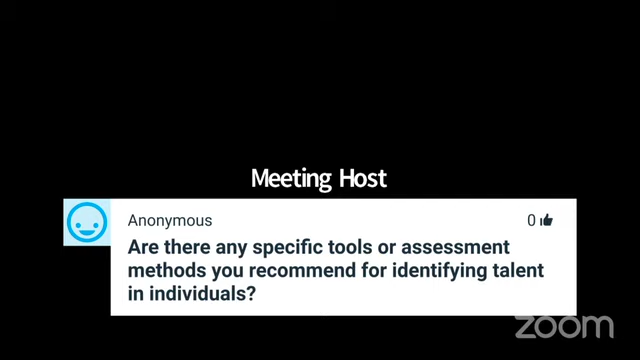 Meeting Host
Anonymous 0
Are there any specific tools or assessment
methods you recommend for identifying talent
in individuals?
zoom